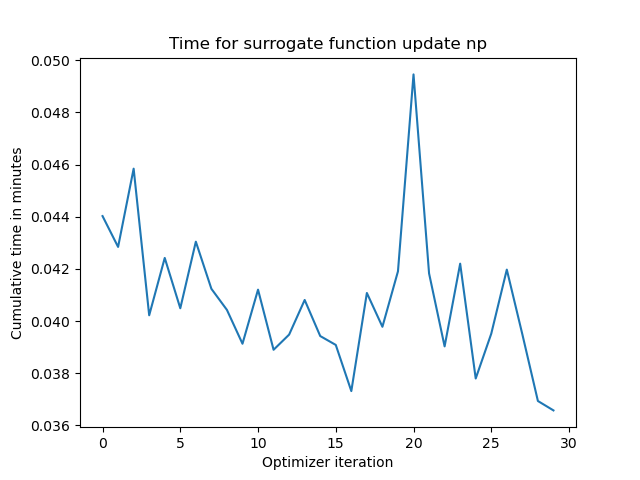 Time for surrogate function update np
Cumulative time in minutes
0.050
0.048
0.046
0.044
0.042
0.040
0.038
0.036
0 5 10 15 20 25 30
Optimizer iteration